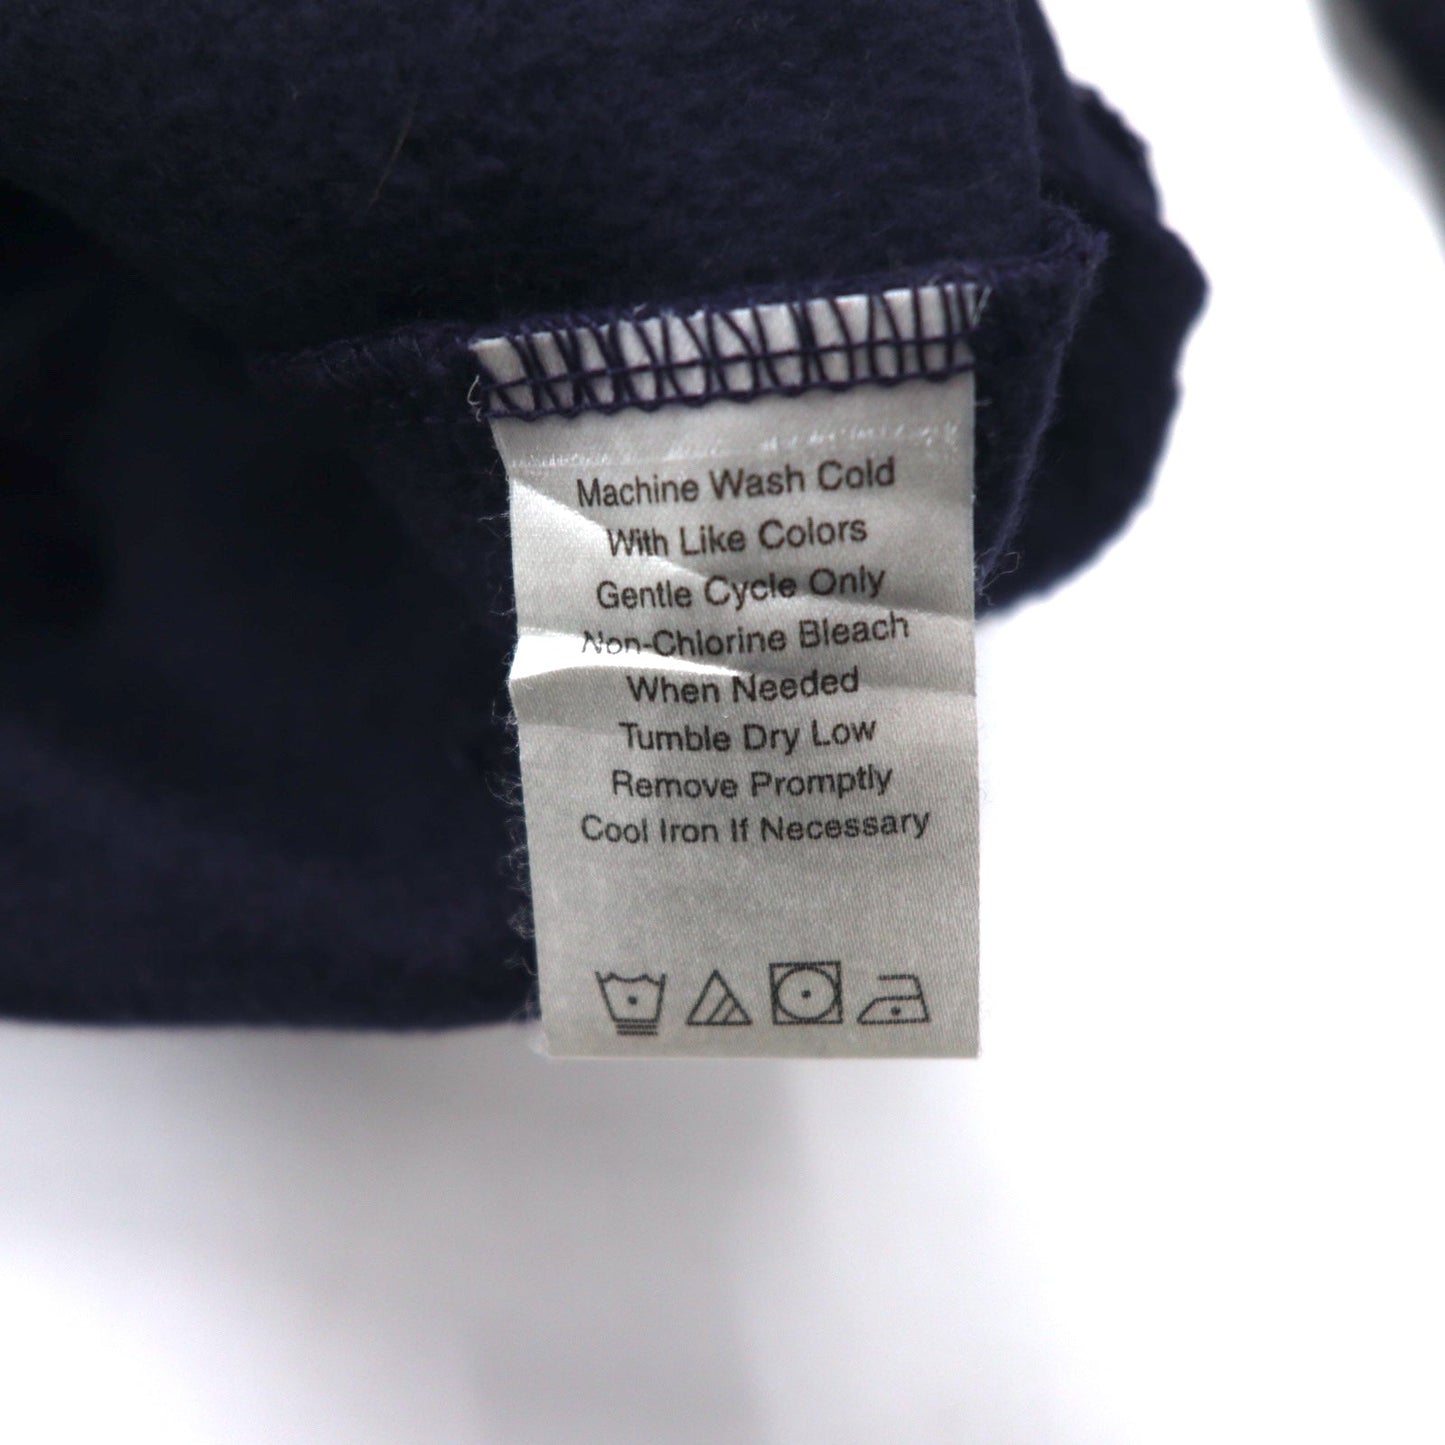 Machine Wash Cold
With Like Colors
Gentle Cycle Only
Non-Chlorine Bleach
When Needed
Tumble Dry Low
Remove Promptly
Cool Iron If Necessary